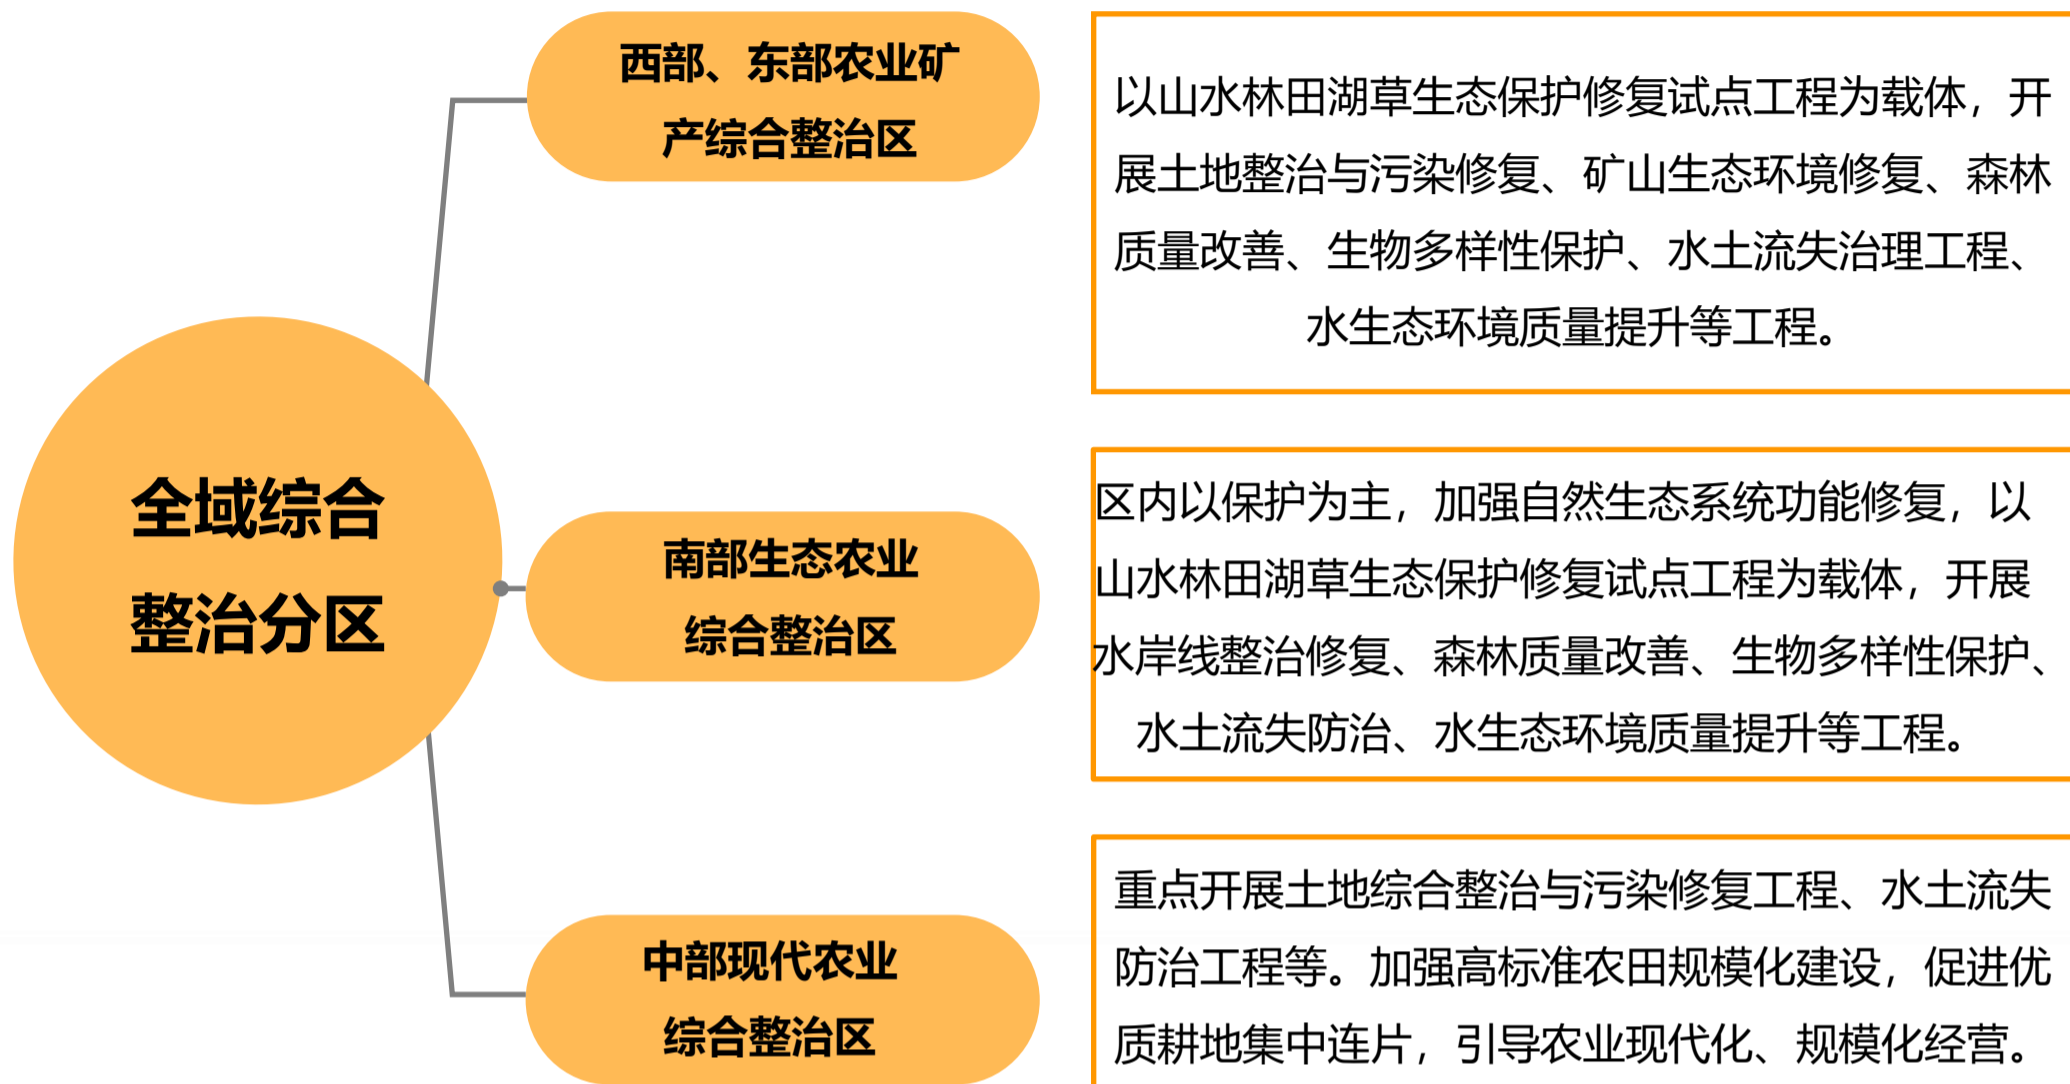 全域综合
整治分区
西部、东部农业矿
产综合整治区
以山水林田湖草生态保护修复试点工程为载体，开
展土地整治与污染修复、矿山生态环境修复、森林
质量改善、生物多样性保护、水土流失治理工程、
水生态环境质量提升等工程。
南部生态农业
综合整治区
区内以保护为主，加强自然生态系统功能修复，以
山水林田湖草生态保护修复试点工程为载体，开展
水岸线整治修复、森林质量改善、生物多样性保护、
水土流失防治、水生态环境质量提升等工程。
中部现代农业
综合整治区
重点开展土地综合整治与污染修复工程、水土流失
防治工程等。加强高标准农田规模化建设，促进优
质耕地集中连片，引导农业现代化、规模化经营。